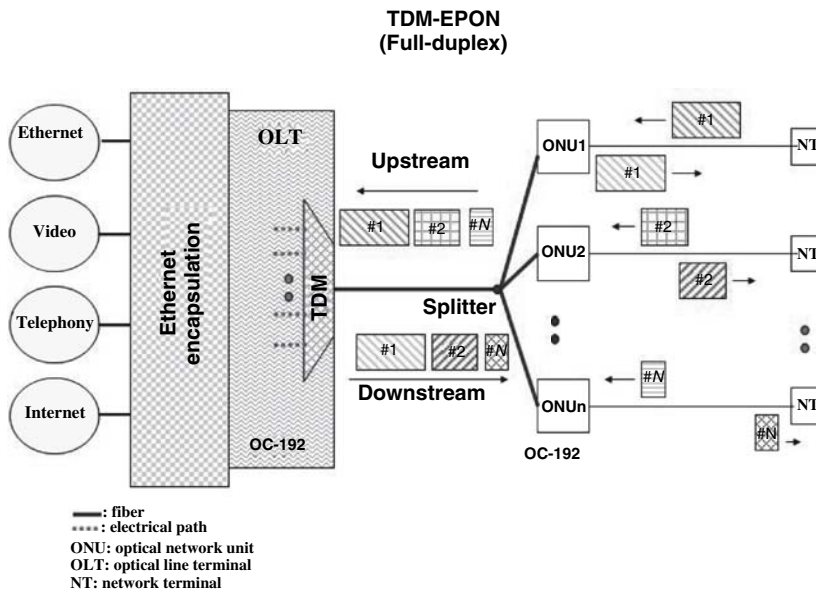 TDM-EPON
(Full-duplex)
Ethernet
Video
Telephony
Internet
Ethernet
encapsulation
OLT
TDM
OC-192
Upstream
#1
#2
#N
Splitter
#1
#2
#N
Downstream
ONU1
#1
#1
NT
ONU2
#2
#2
NT
ONUn
#N
#N
NT
OC-192
: fiber
: electrical path
ONU: optical network unit
OLT: optical line terminal
NT: network terminal